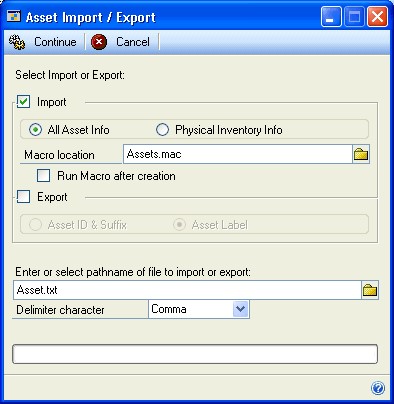 Asset Import / Export
Continue Cancel
Select Import or Export:
Import
All Asset Info Physical Inventory Info
Macro location Assets.mac
Run Macro after creation
Export
Asset ID & Suffix Asset Label
Enter or select pathname of file to import or export:
Asset.txt
Delimiter character Comma